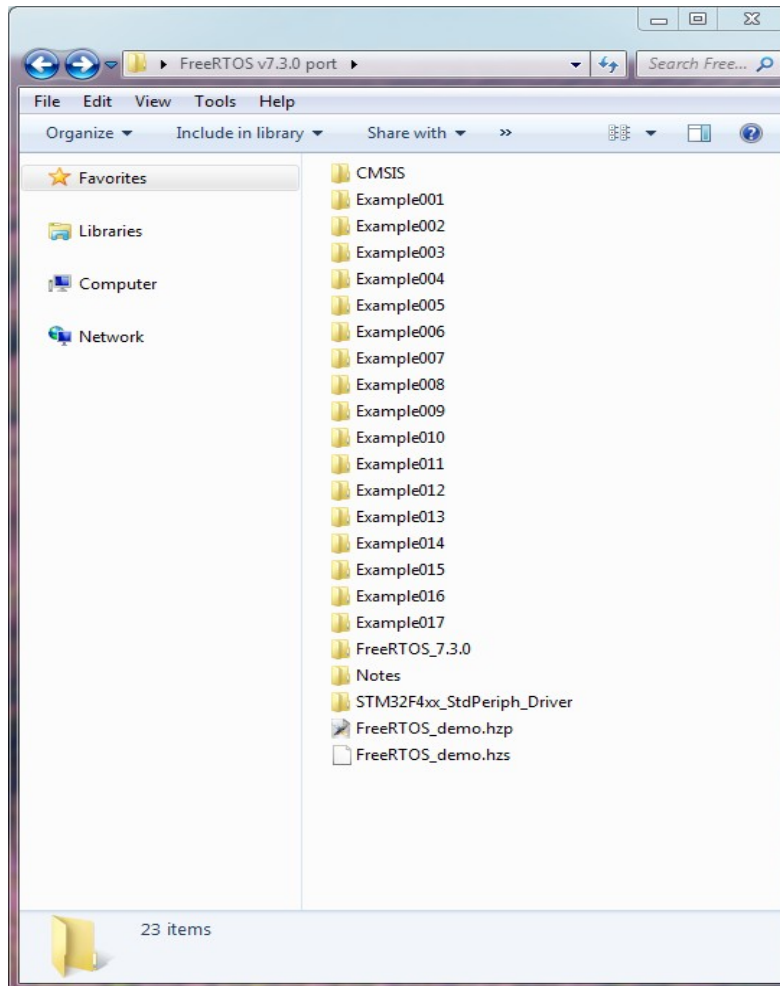 FreeRTOS v7.3.0 port
Search Free...
File Edit View Tools Help
Organize Include in library Share with »
Favorites
Libraries
Computer
Network
CMSIS
Example001
Example002
Example003
Example004
Example005
Example006
Example007
Example008
Example009
Example010
Example011
Example012
Example013
Example014
Example015
Example016
Example017
FreeRTOS_7.3.0
Notes
STM32F4xx_StdPeriph_Driver
FreeRTOS_demo.hzp
FreeRTOS_demo.hzs
23 items